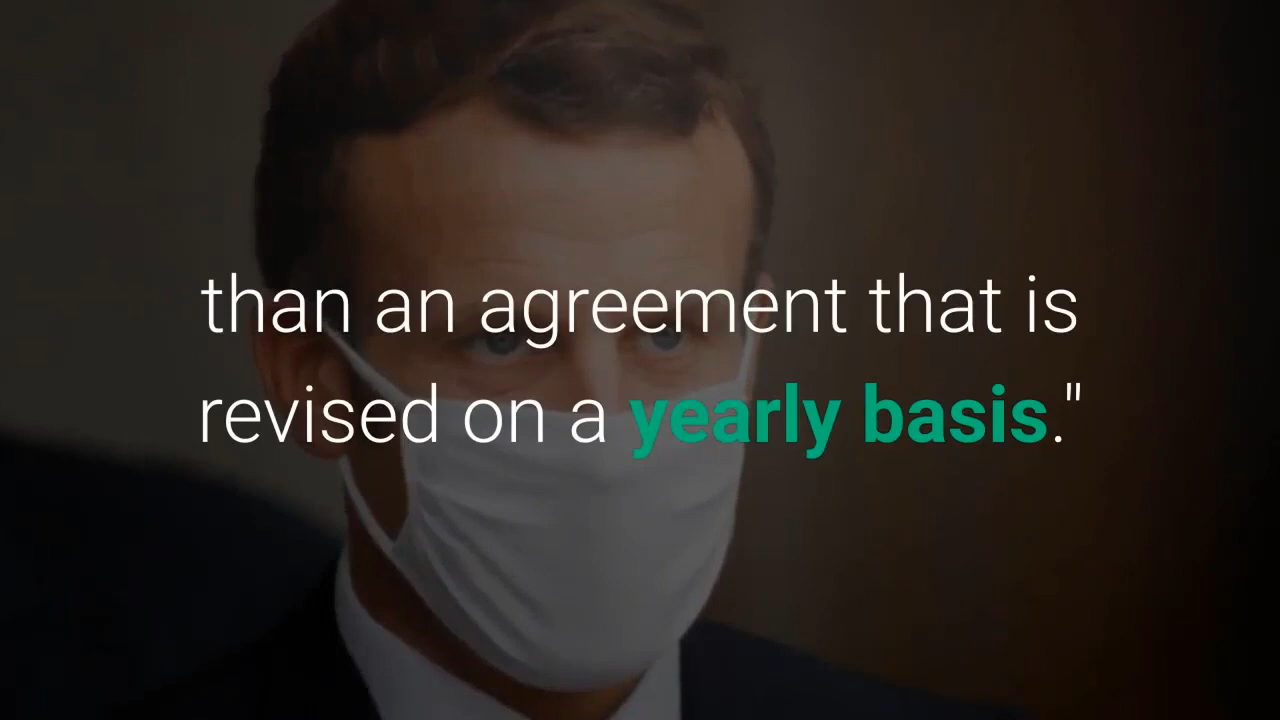 than an agreement that is
revised on a yearly basis."